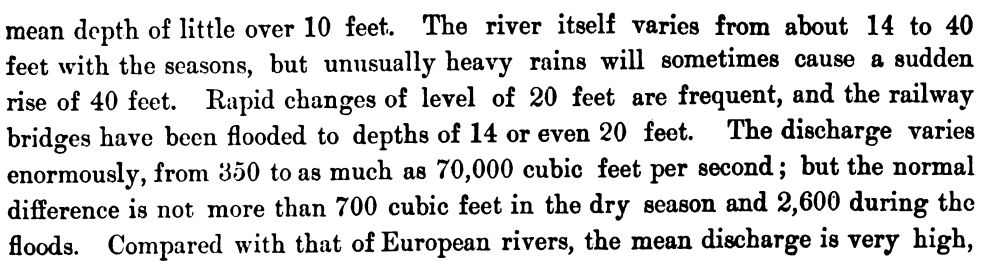 mean depth of little over 10 feet. The river itself varies from about 14 to 40
feet with the seasons, but unusually heavy rains will sometimes cause a sudden
rise of 40 feet. Rapid changes of level of 20 feet are frequent, and the railway
bridges have been flooded to depths of 14 or even 20 feet. The discharge varies
enormously, from 350 to as much as 70,000 cubic feet per second; but the normal
difference is not more than 700 cubic feet in the dry season and 2,600 during the
floods. Compared with that of European rivers, the mean discharge is very high,